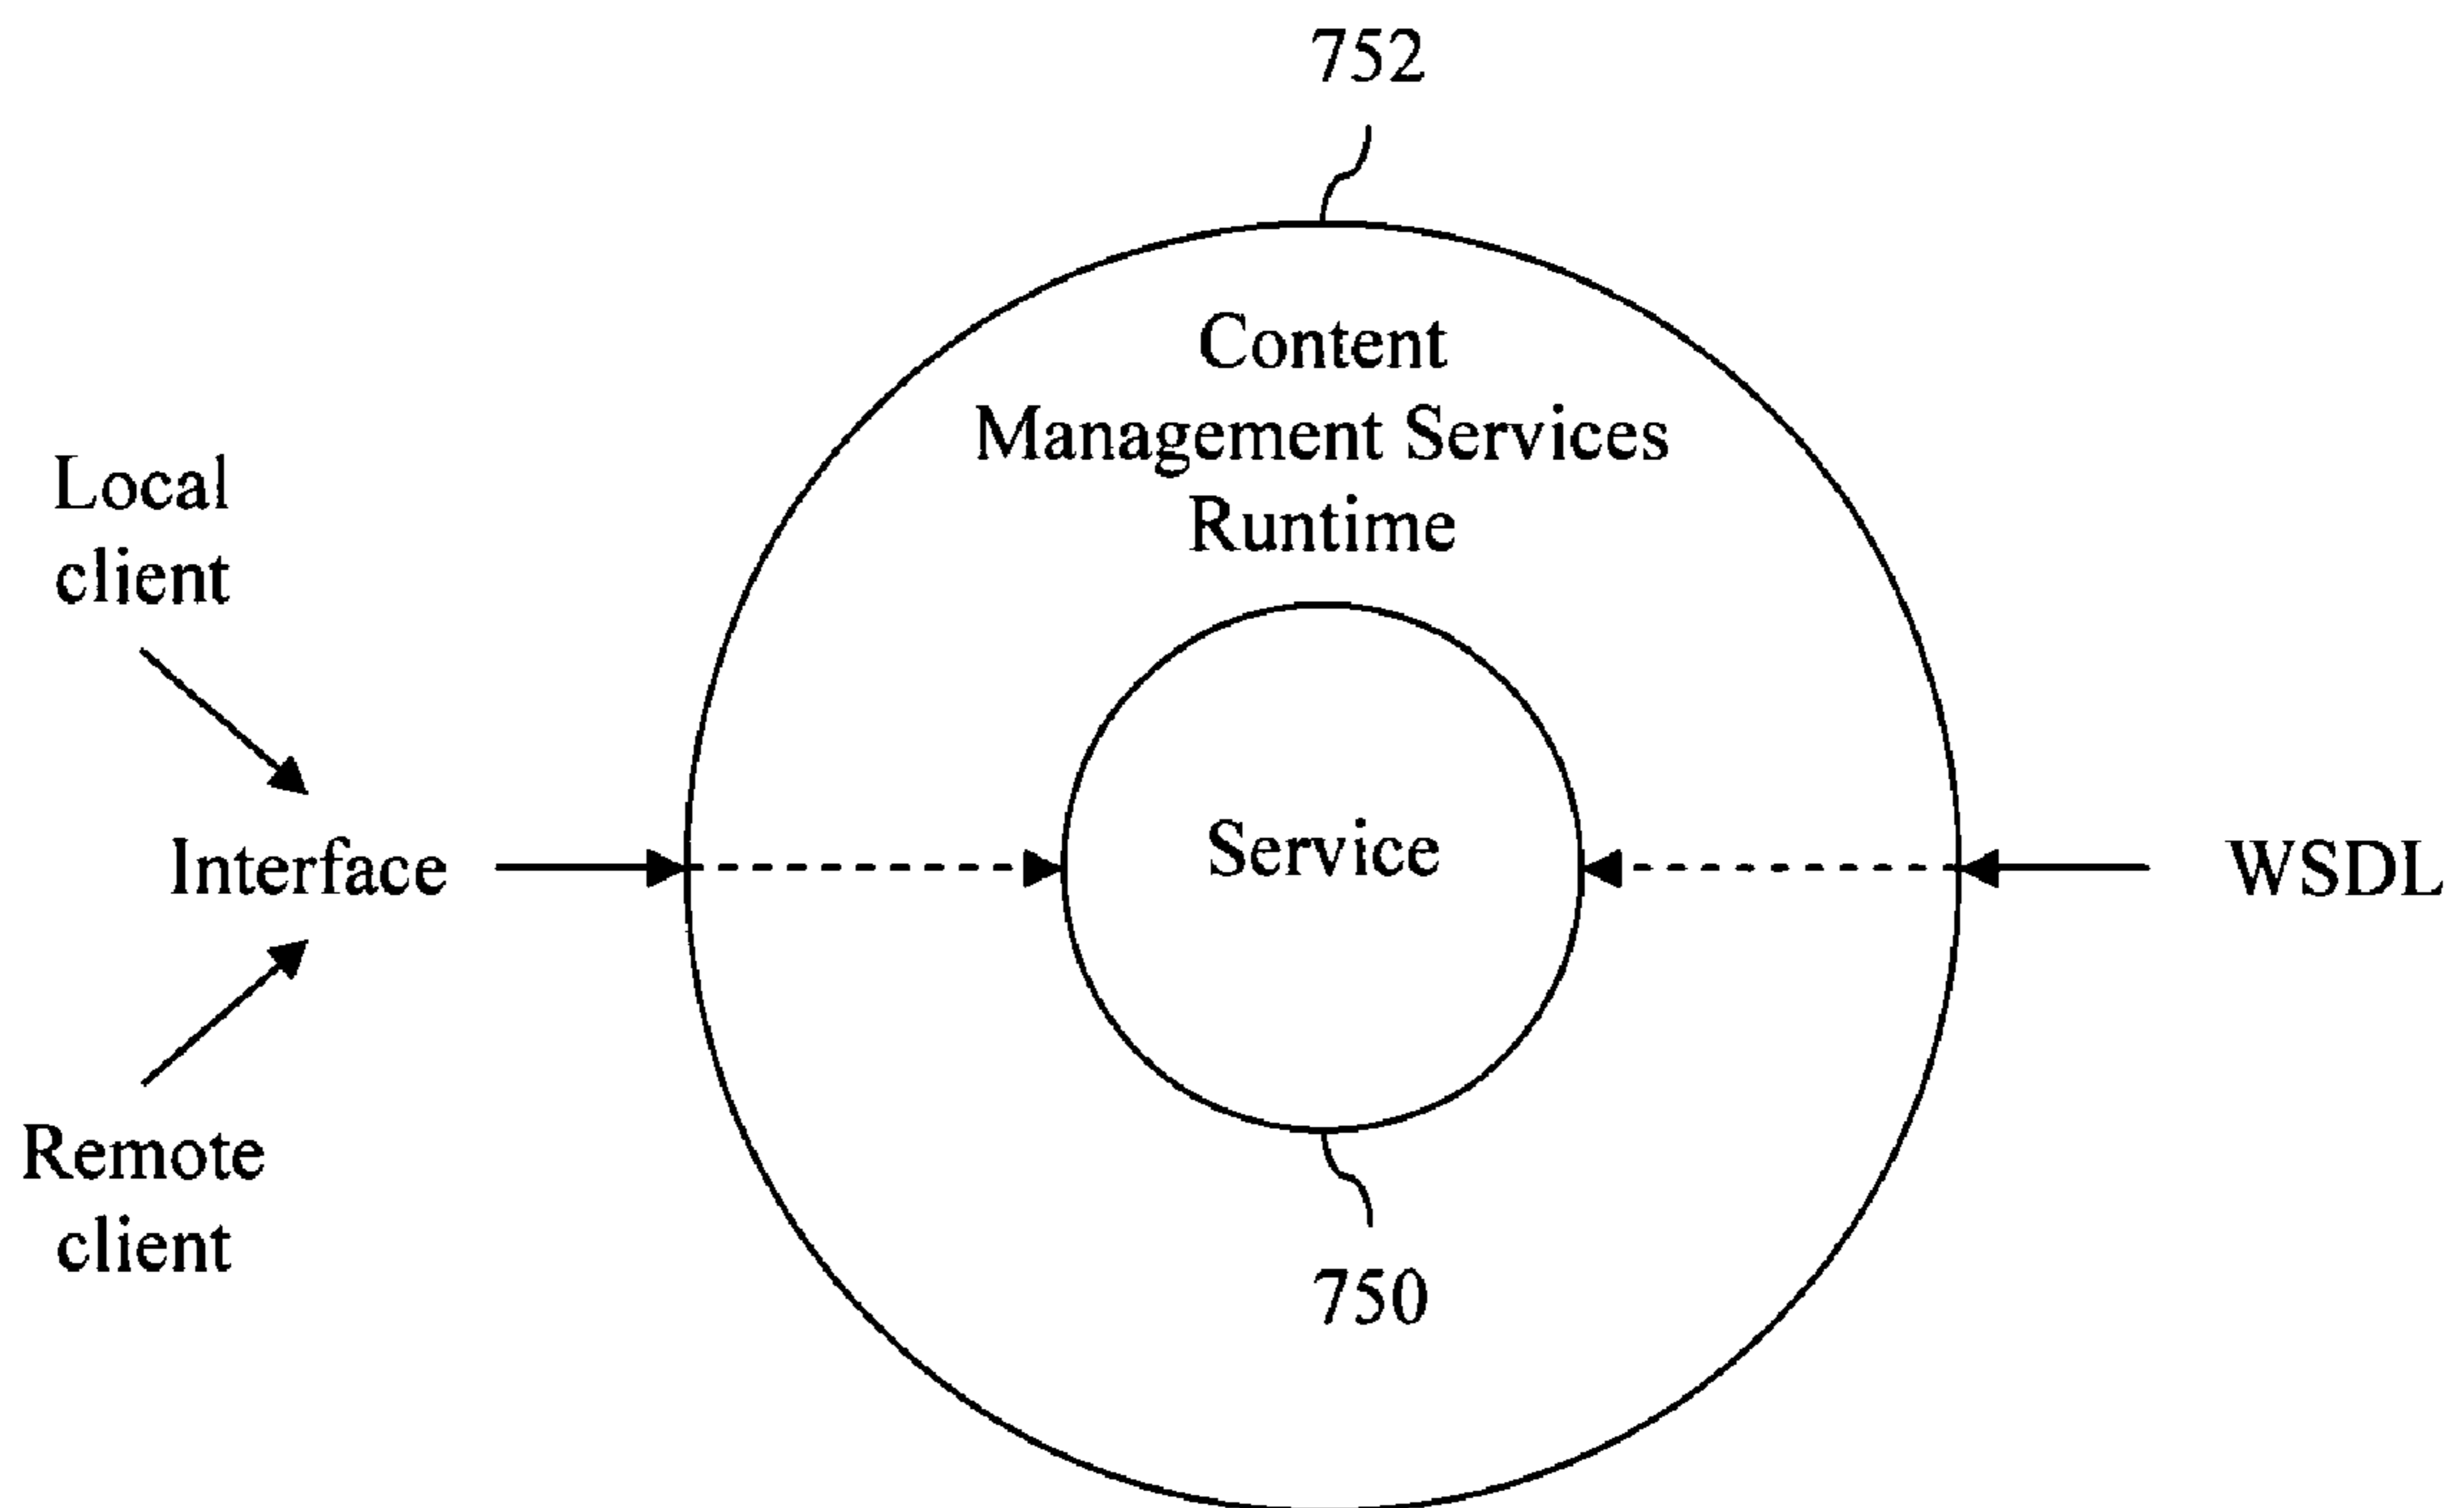 752
Content
Management Services
Runtime
Local
client
Interface
Service
WSDL
Remote
client
750